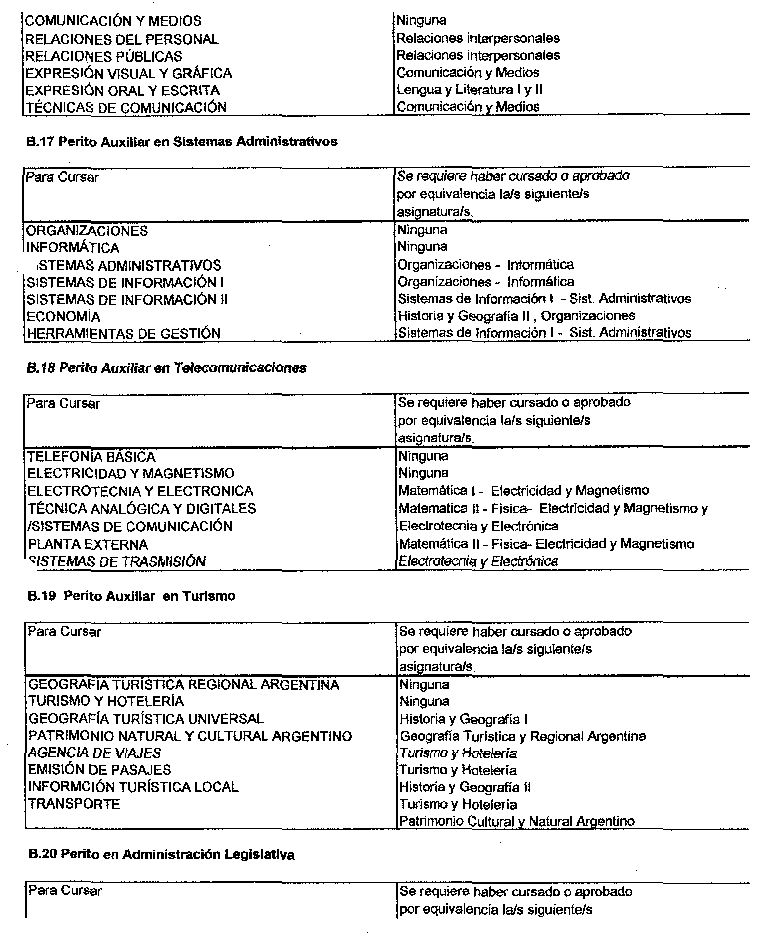 COMUNICACIÓN Y MEDIOS Ninguna
RELACIONES DEL PERSONAL Relaciones interpersonales
RELACIONES PÚBLICAS Relaciones interpersonales
EXPRESIÓN VISUAL Y GRÁFICA Comunicación y Medios
EXPRESIÓN ORAL Y ESCRITA Lengua y Literatura I y II
TÉCNICAS DE COMUNICACIÓN Comunicación y Medios
B.17 Perito Auxiliar en Sistemas Administrativos
Para Cursar Se requiere haber cursado o aprobado
por equivalencia la/s siguiente/s
asignatura/s.
ORGANIZACIONES Ninguna
INFORMÁTICA Ninguna
ISTEMAS ADMINISTRATIVOS Organizaciones - Informática
SISTEMAS DE INFORMACIÓN I Organizaciones - Informática
SISTEMAS DE INFORMACIÓN II Sistemas de Información I - Sist. Administrativos
ECONOMÍA Historia y Geografía II , Organizaciones
HERRAMIENTAS DE GESTIÓN Sistemas de Información I - Sist. Administrativos
B.18 Perito Auxiliar en Telecomunicaciones
Para Cursar Se requiere haber cursado o aprobado
por equivalencia la/s siguiente/s
asignatura/s.
TELEFONÍA BÁSICA Ninguna
ELECTRICIDAD Y MAGNETISMO Ninguna
ELECTROTECNIA Y ELECTRONICA Matemática I - Electricidad y Magnetismo
TÉCNICA ANALÓGICA Y DIGITALES Matematica II - Fisica- Electricidad y Magnetismo y
/SISTEMAS DE COMUNICACIÓN Electrotecnia y Electrónica
PLANTA EXTERNA Matemática II - Fisica- Electricidad y Magnetismo
SISTEMAS DE TRASMISIÓN Electrotecnia y Electrónica
B.19 Perito Auxiliar en Turismo
Para Cursar Se requiere haber cursado o aprobado
por equivalencia la/s siguiente/s
asignatura/s.
GEOGRAFÍA TURÍSTICA REGIONAL ARGENTINA Ninguna
TURISMO Y HOTELERÍA Ninguna
GEOGRAFÍA TURÍSTICA UNIVERSAL Historia y Geografía I
PATRIMONIO NATURAL Y CULTURAL ARGENTINO Geografía Turística y Regional Argentina
AGENCIA DE VIAJES Turismo y Hotelería
EMISIÓN DE PASAJES Turismo y Hotelería
INFORMCIÓN TURÍSTICA LOCAL Historia y Geografía II
TRANSPORTE Turismo y Hotelería
Patrimonio Cultural y Natural Argentino
B.20 Perito en Administración Legislativa
Para Cursar Se requiere haber cursado o aprobado
por equivalencia la/s siguiente/s